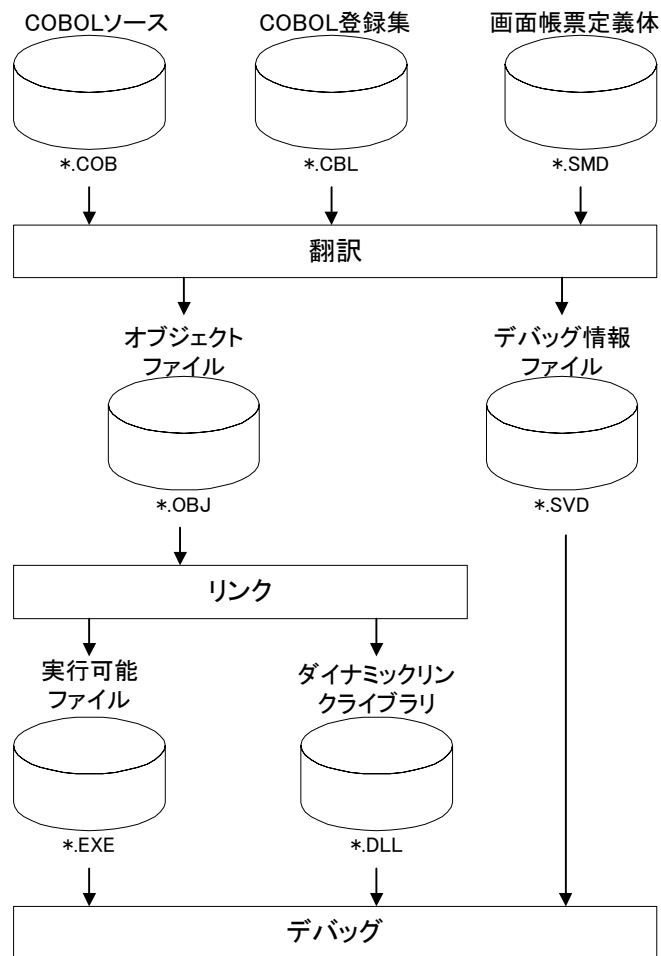 COBOLソース
COBOL登録集
画面帳票定義体
*.COB
*.CBL
*.SMD
翻訳
オブジェクト
ファイル
デバッグ情報
ファイル
*.OBJ
*.SVD
リンク
実行可能
ファイル
ダイナミックリン
クライブラリ
*.EXE
*.DLL
デバッグ